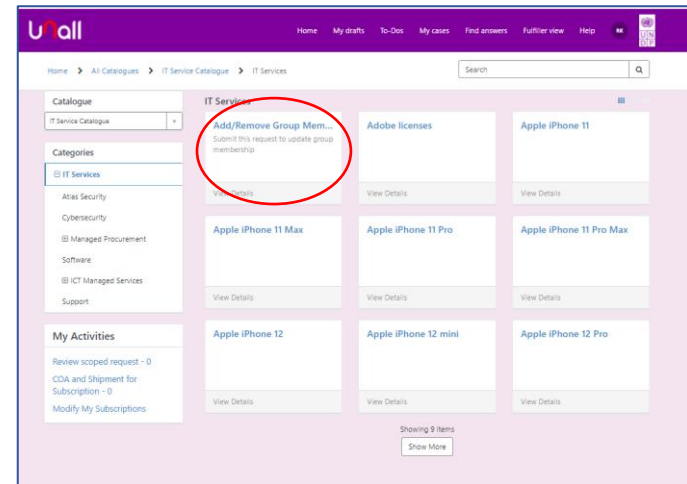 unall
Home My drafts To-Dos My cases Find answers Fulfiller view Help RK
U N
D P
Home > All Catalogues > IT Service Catalogue > IT Services
Search
Catalogue
IT Service Catalogue
Categories
IT Services
Atlas Security
Cybersecurity
Managed Procurement
Software
ICT Managed Services
Support
My Activities
Review scoped request - 0
COA and Shipment for
Subscription - 0
Modify My Subscriptions
IT Services
Add/Remove Group Mem...
Submit this request to update group
membership
View Details
Adobe licenses
View Details
Apple iPhone 11
View Details
Apple iPhone 11 Max
View Details
Apple iPhone 11 Pro
View Details
Apple iPhone 11 Pro Max
View Details
Apple iPhone 12
View Details
Apple iPhone 12 mini
View Details
Apple iPhone 12 Pro
View Details
Showing 9 items
Show More